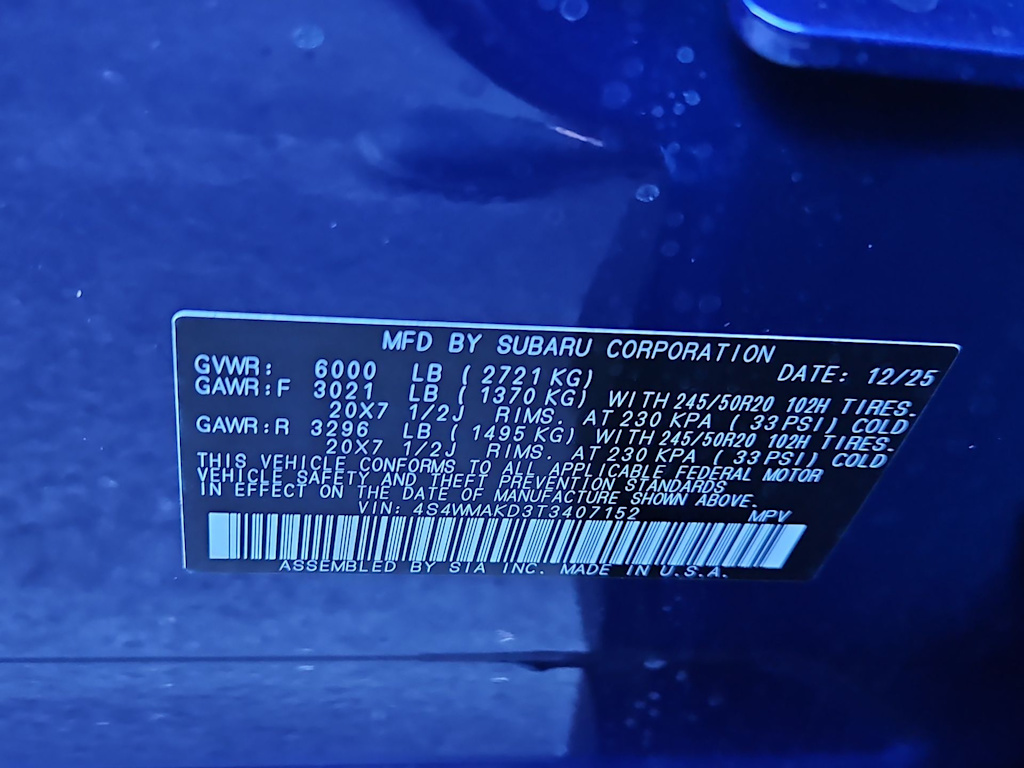 MFD BY SUBARU CORPORATION
DATE: 12/25
GVWR: 6000 LB (2721 KG)
GAWR:F 3021 LB (1370 KG) WITH 245/50R20 102H TIRES.
20X7 1/2J RIMS. AT 230 KPA (33 PSI) COLD
GAWR:R 3296 LB (1495 KG) WITH 245/50R20 102H TIRES.
20X7 1/2J RIMS. AT 230 KPA (33 PSI) COLD
THIS VEHICLE CONFORMS TO ALL APPLICABLE FEDERAL MOTOR
VEHICLE SAFETY AND THEFT PREVENTION STANDARDS
IN EFFECT ON THE DATE OF MANUFACTURE SHOWN ABOVE.
VIN: 4S4WMAKD3T3407152 MPV
ASSEMBLED BY SIA INC. MADE IN U.S.A.